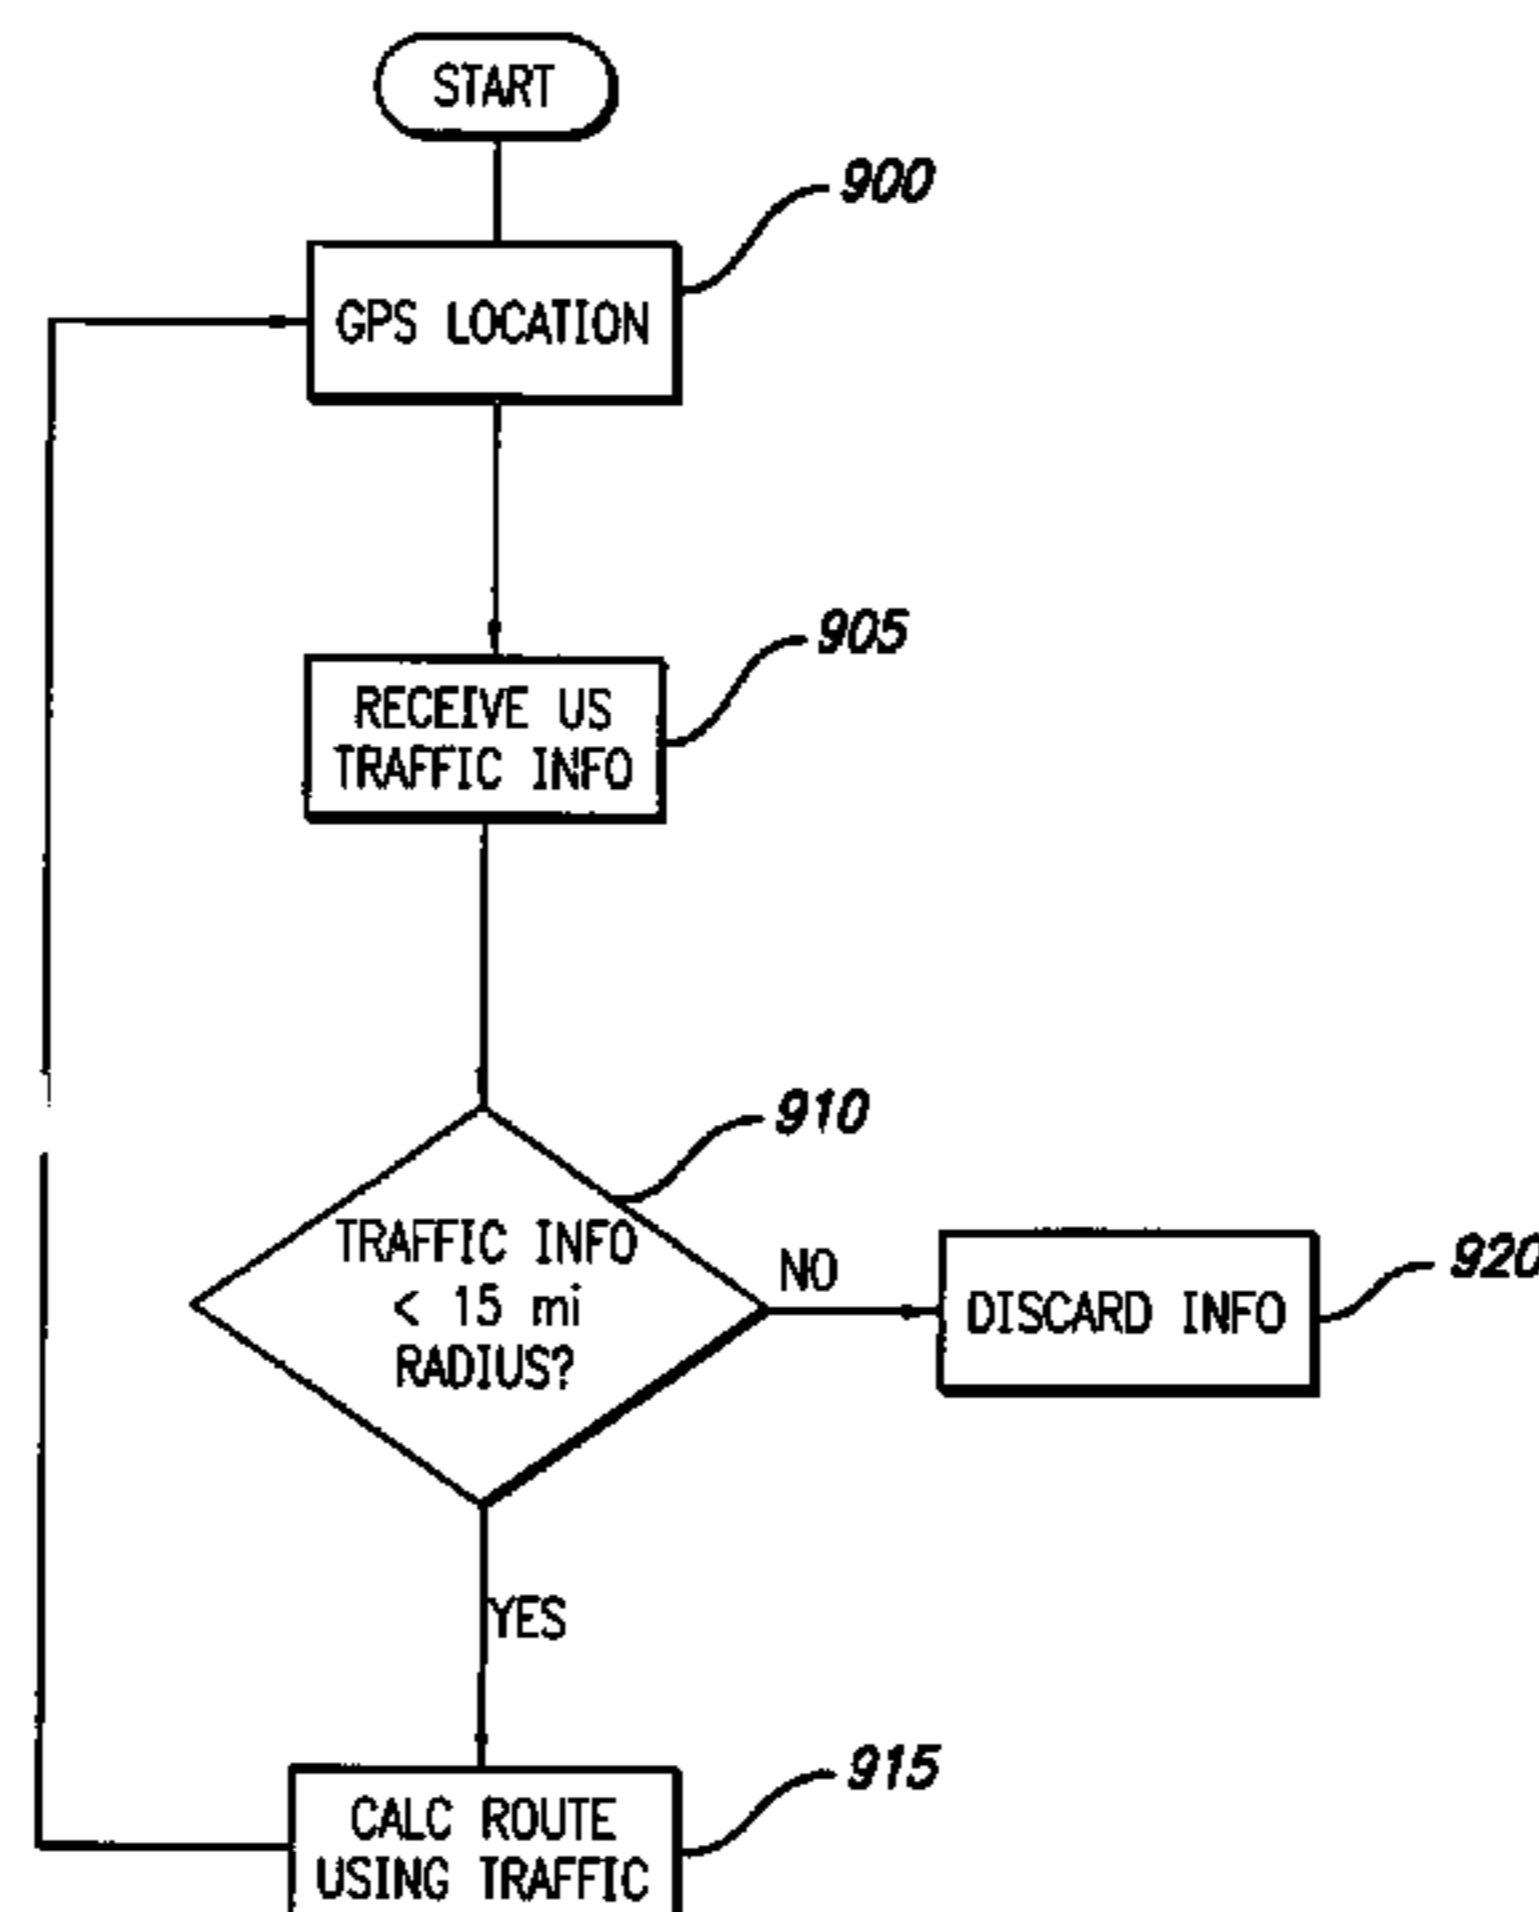 START
900
GPS LOCATION
905
RECEIVE US
TRAFFIC INFO
910
TRAFFIC INFO
< 15 mi
RADIUS?
NO
920
DISCARD INFO
YES
915
CALC ROUTE
USING TRAFFIC